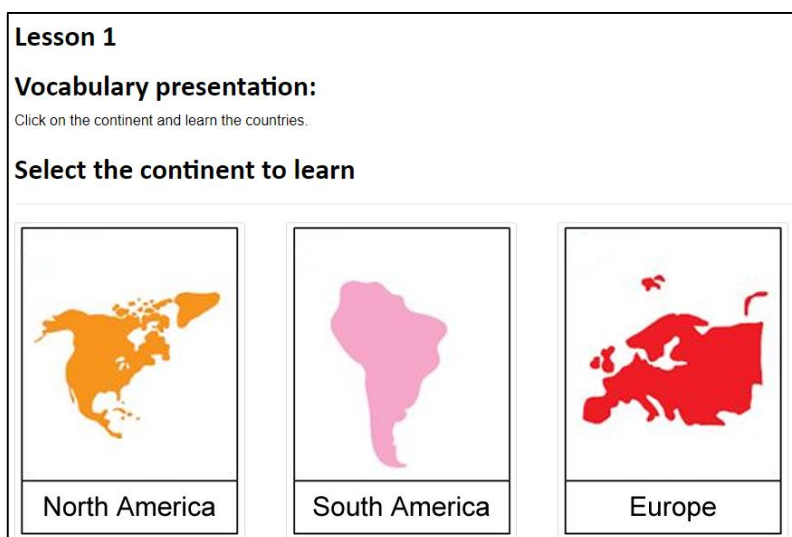 Lesson 1
Vocabulary presentation:
Click on the continent and learn the countries.
Select the continent to learn
North America
South America
Europe